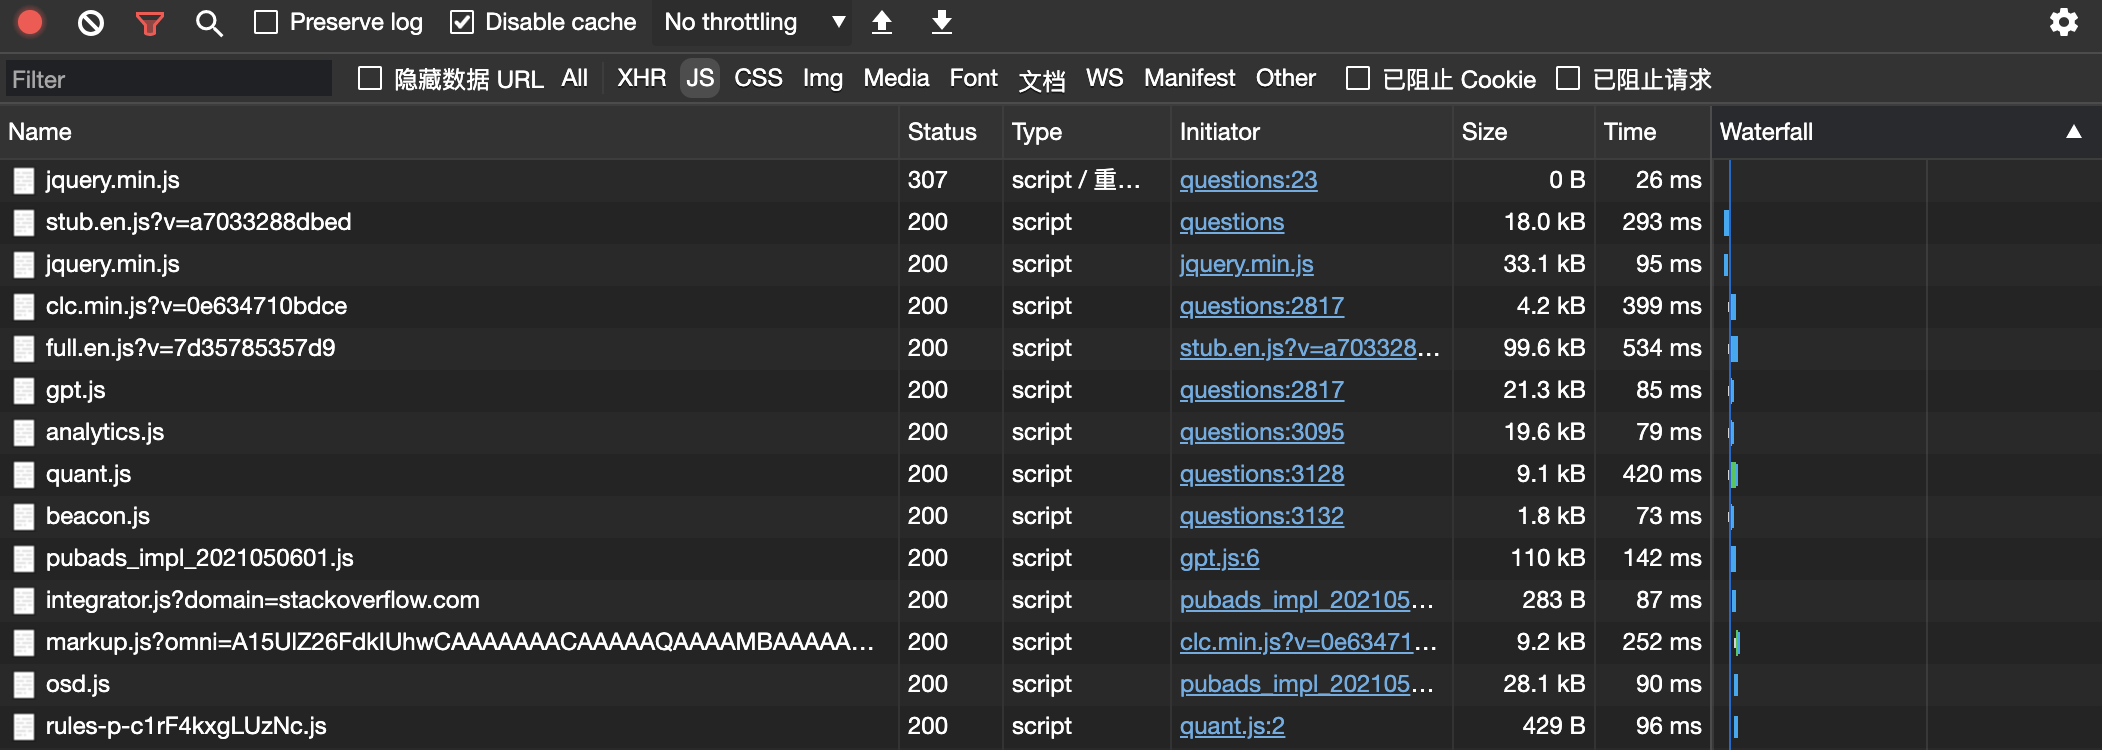 Preserve log Disable cache No throttling
Filter 隐藏数据 URL All XHR JS CSS Img Media Font 文档 WS Manifest Other 已阻止 Cookie 已阻止请求
Name Status Type Initiator Size Time Waterfall
jquery.min.js 307 script / 重… questions:23 0 B 26 ms
stub.en.js?v=a7033288dbed 200 script questions 18.0 kB 293 ms
jquery.min.js 200 script jquery.min.js 33.1 kB 95 ms
clc.min.js?v=0e634710bdce 200 script questions:2817 4.2 kB 399 ms
full.en.js?v=7d35785357d9 200 script stub.en.js?v=a703328… 99.6 kB 534 ms
gpt.js 200 script questions:2817 21.3 kB 85 ms
analytics.js 200 script questions:3095 19.6 kB 79 ms
quant.js 200 script questions:3128 9.1 kB 420 ms
beacon.js 200 script questions:3132 1.8 kB 73 ms
pubads_impl_2021050601.js 200 script gpt.js:6 110 kB 142 ms
integrator.js?domain=stackoverflow.com 200 script pubads_impl_202105… 283 B 87 ms
markup.js?omni=A15UlZ26FdkIUhwCAAAAAAACAAAAAQAAAAMBAAAAA… 200 script clc.min.js?v=0e63471… 9.2 kB 252 ms
osd.js 200 script pubads_impl_202105… 28.1 kB 90 ms
rules-p-c1rF4kxgLUzNc.js 200 script quant.js:2 429 B 96 ms